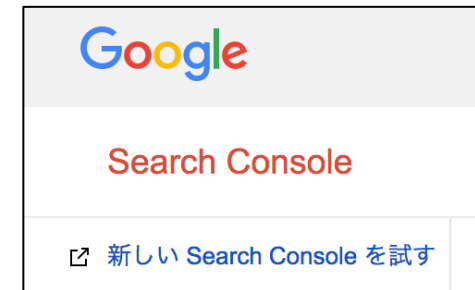 Google
Search Console
新しい Search Console を試す